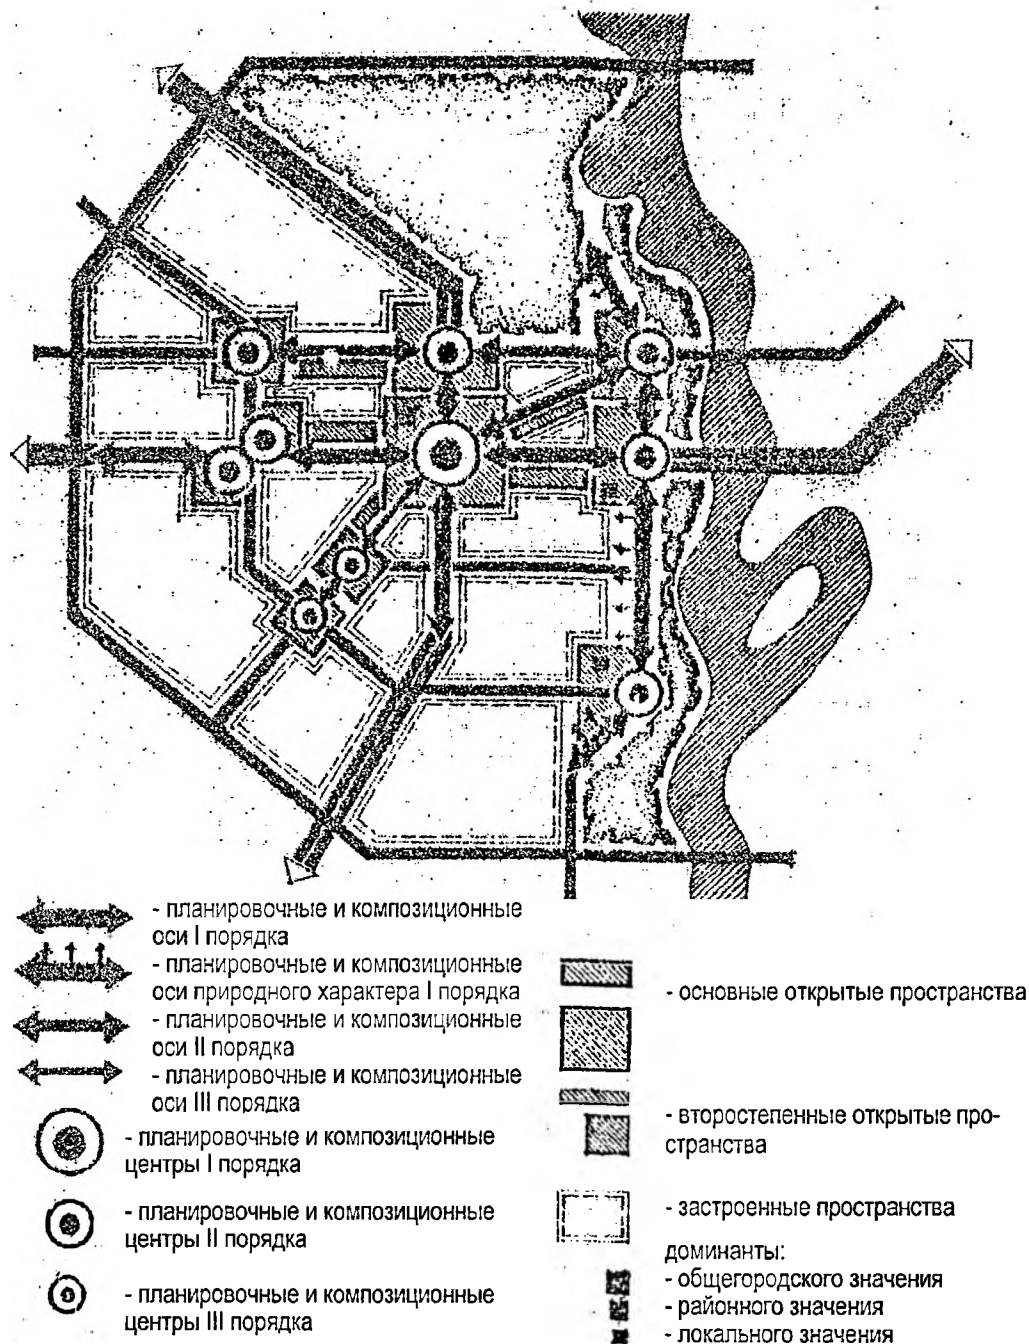 - планировочные и композиционные
оси I порядка
- планировочные и композиционные
оси природного характера I порядка
- планировочные и композиционные
оси II порядка
- планировочные и композиционные
оси III порядка
- планировочные и композиционные
центры I порядка
- планировочные и композиционные
центры II порядка
- планировочные и композиционные
центры III порядка
- основные открытые пространства
- второстепенные открытые про-
странства
- застроенные пространства
доминанты:
- общегородского значения
- районного значения
- локального значения